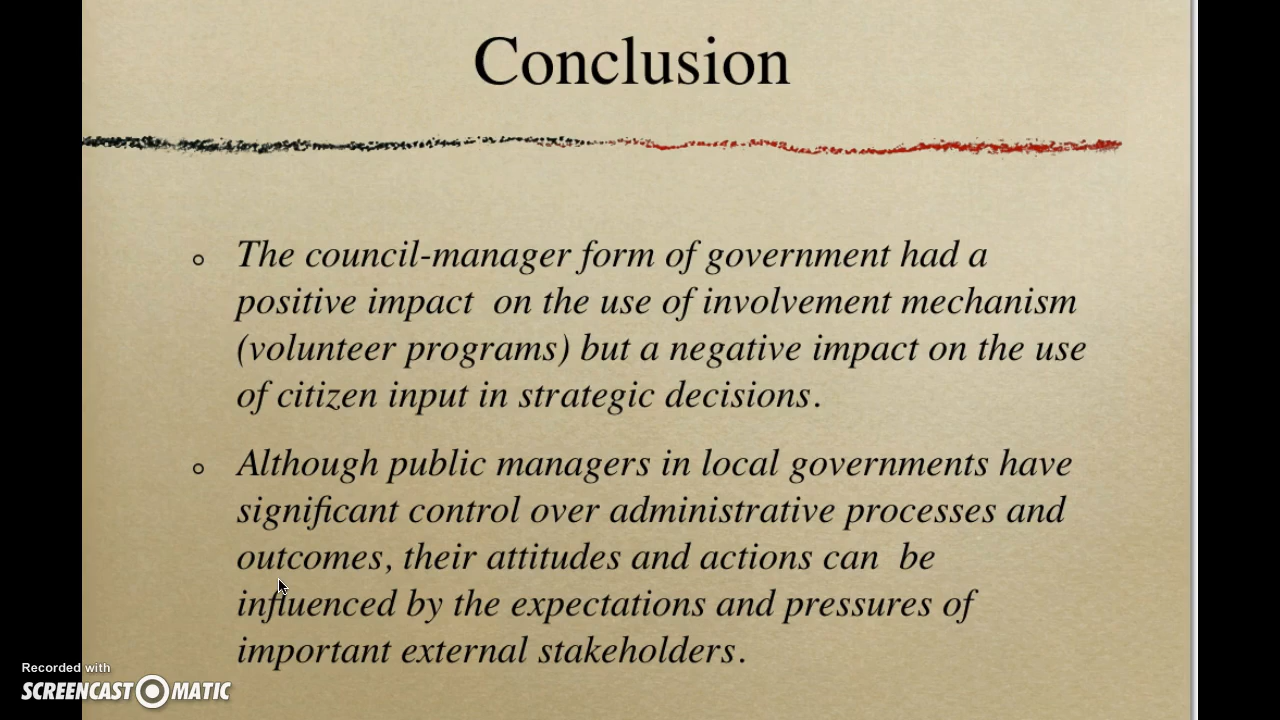 Conclusion
The council-manager form of government had a
positive impact  on the use of involvement mechanism
(volunteer programs) but a negative impact on the use
of citizen input in strategic decisions.
Although public managers in local governments have
significant control over administrative processes and
outcomes, their attitudes and actions can  be
influenced by the expectations and pressures of
important external stakeholders.
Recorded with
SCREENCAST O MATIC